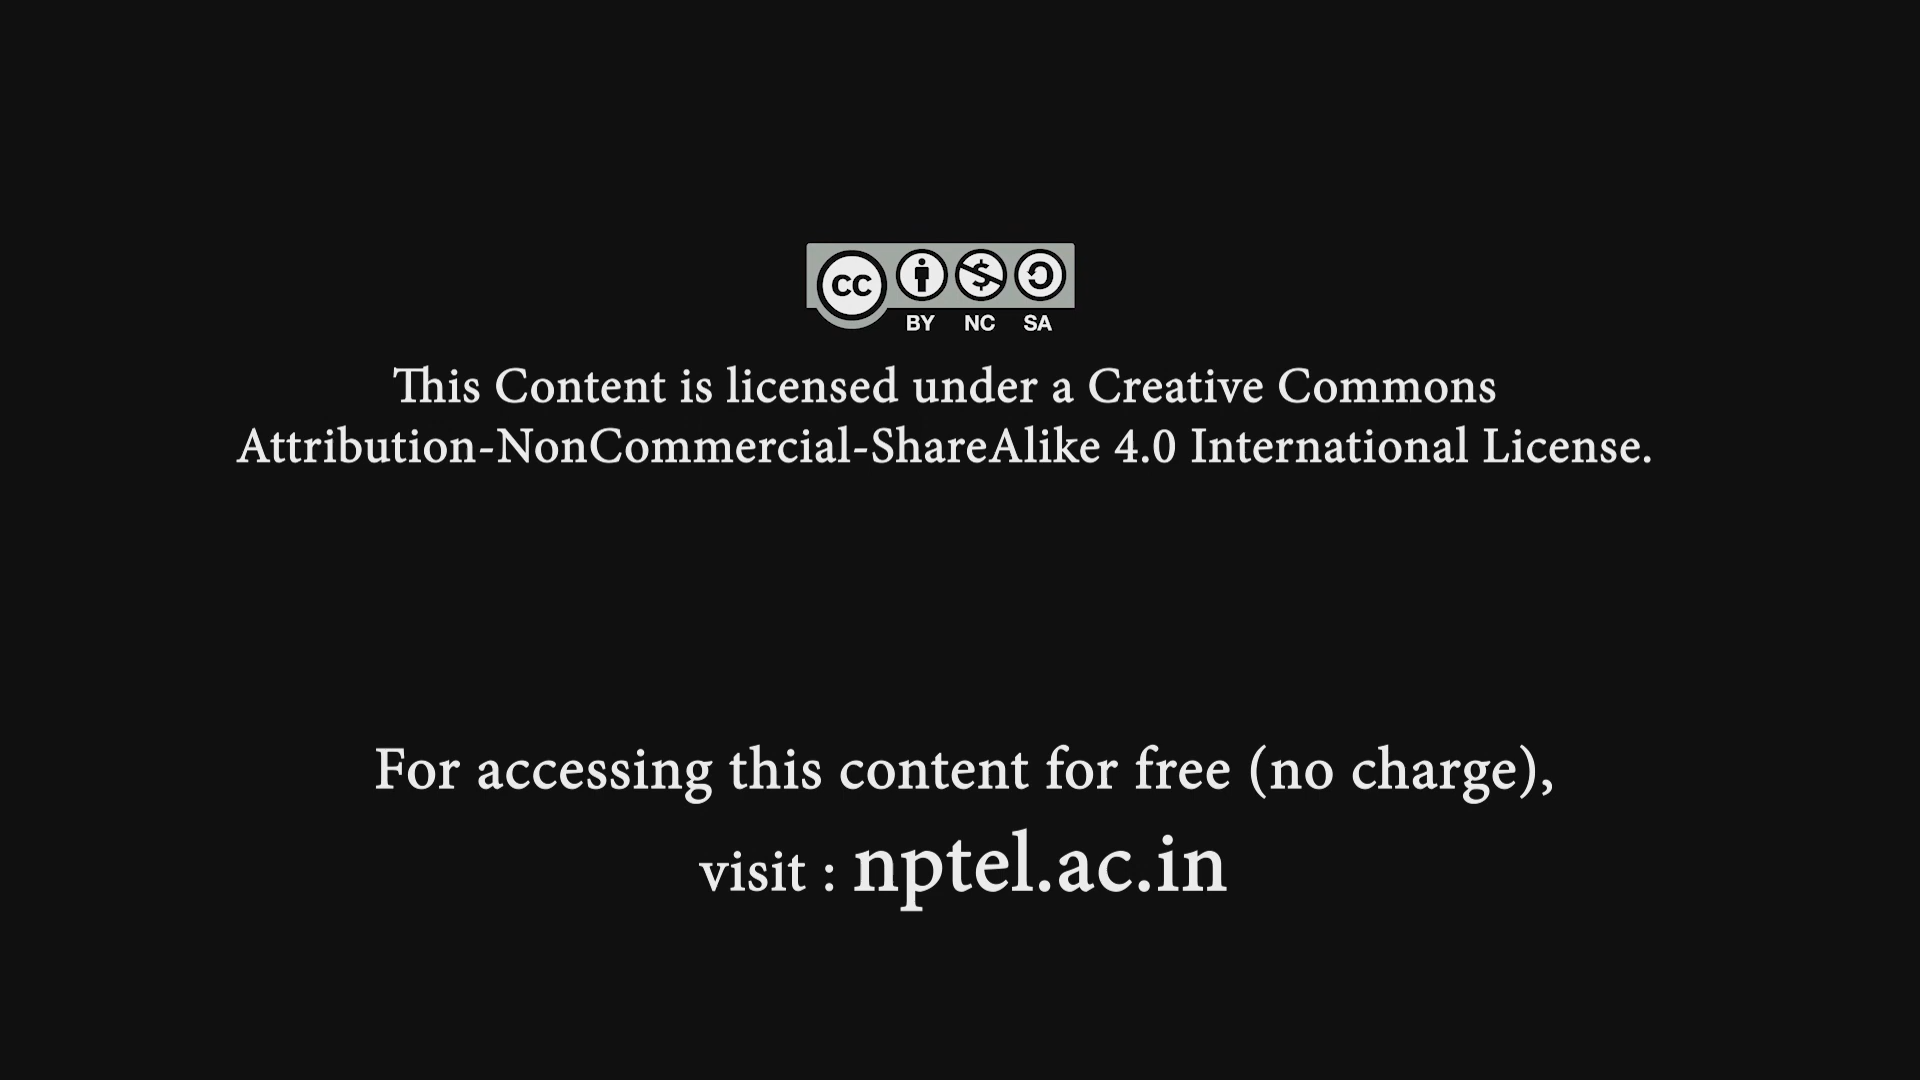 cc
BY NC SA
This Content is licensed under a Creative Commons
Attribution-NonCommercial-ShareAlike 4.0 International License.
For accessing this content for free (no charge),
visit : nptel.ac.in